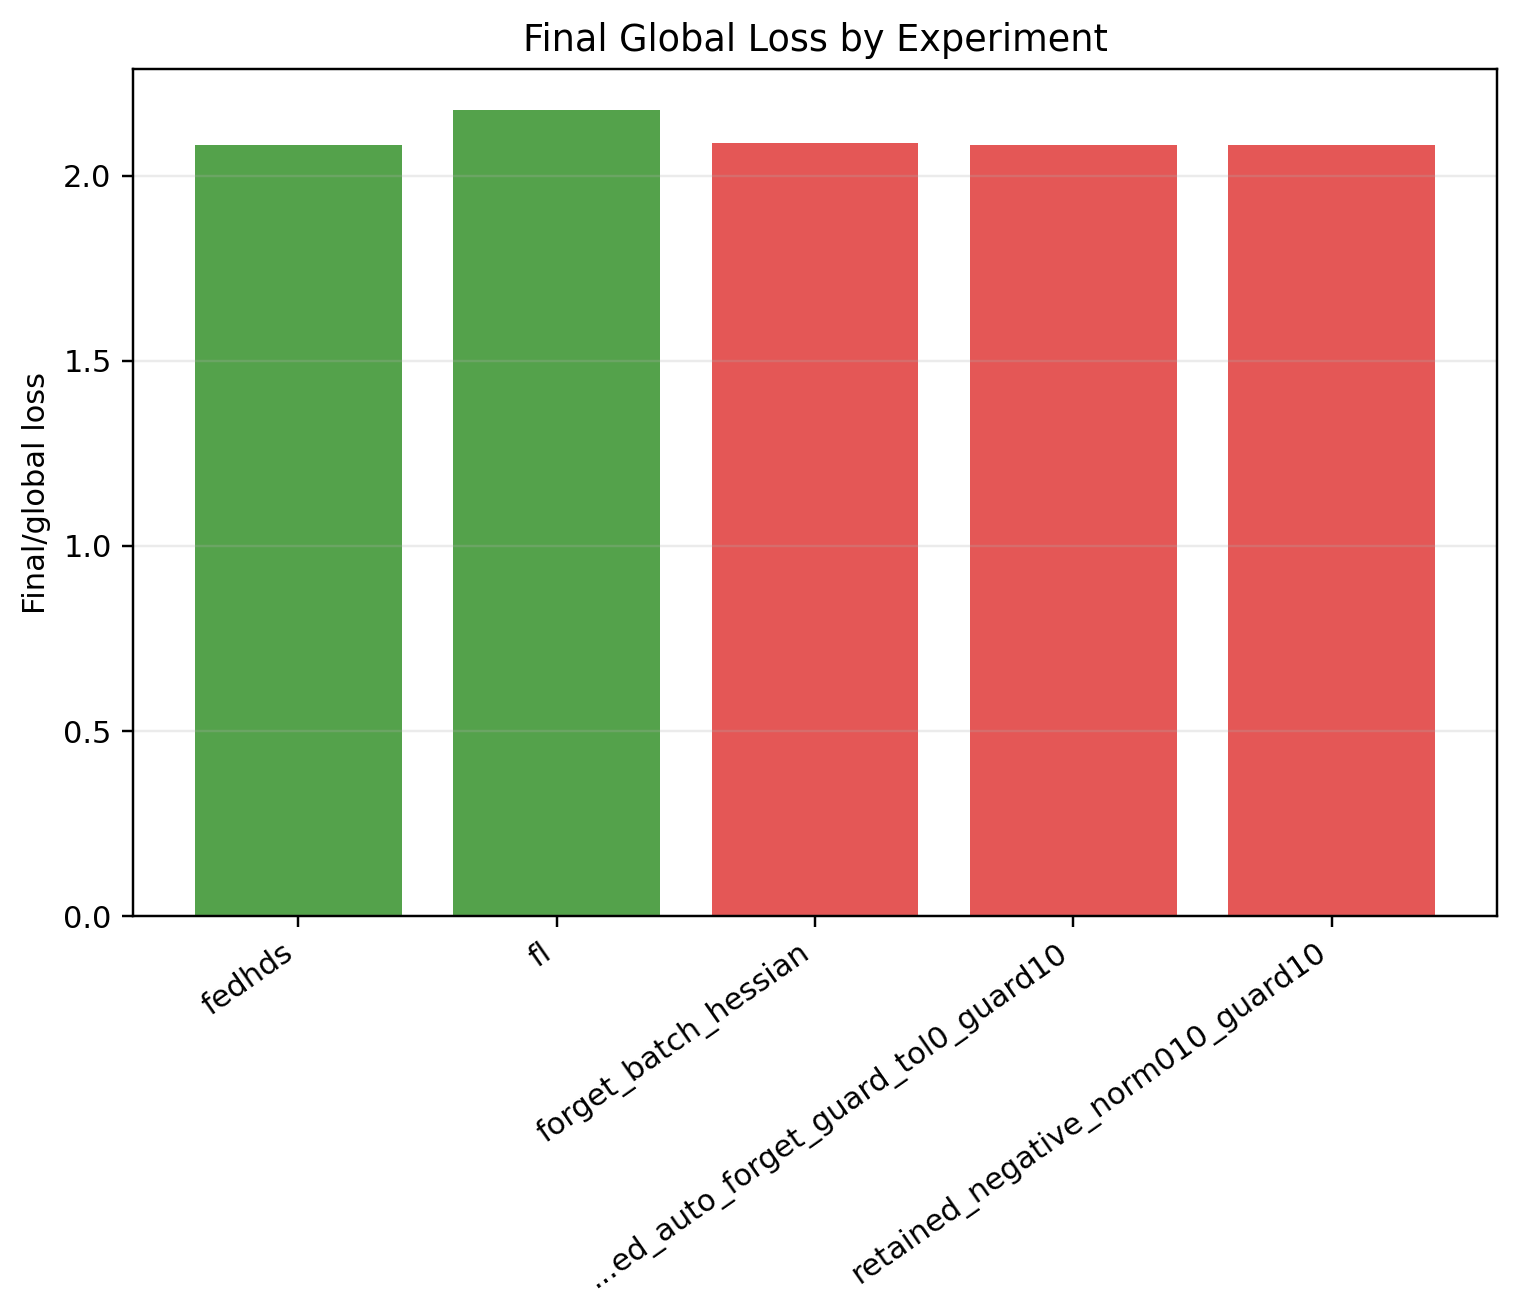 Final Global Loss by Experiment
Final/global loss
2.0
1.5
1.0
0.5
0.0
fedhds
fl
forget_batch_hessian
...ed_auto_forget_guard_tol0_guard10
retained_negative_norm010_guard10